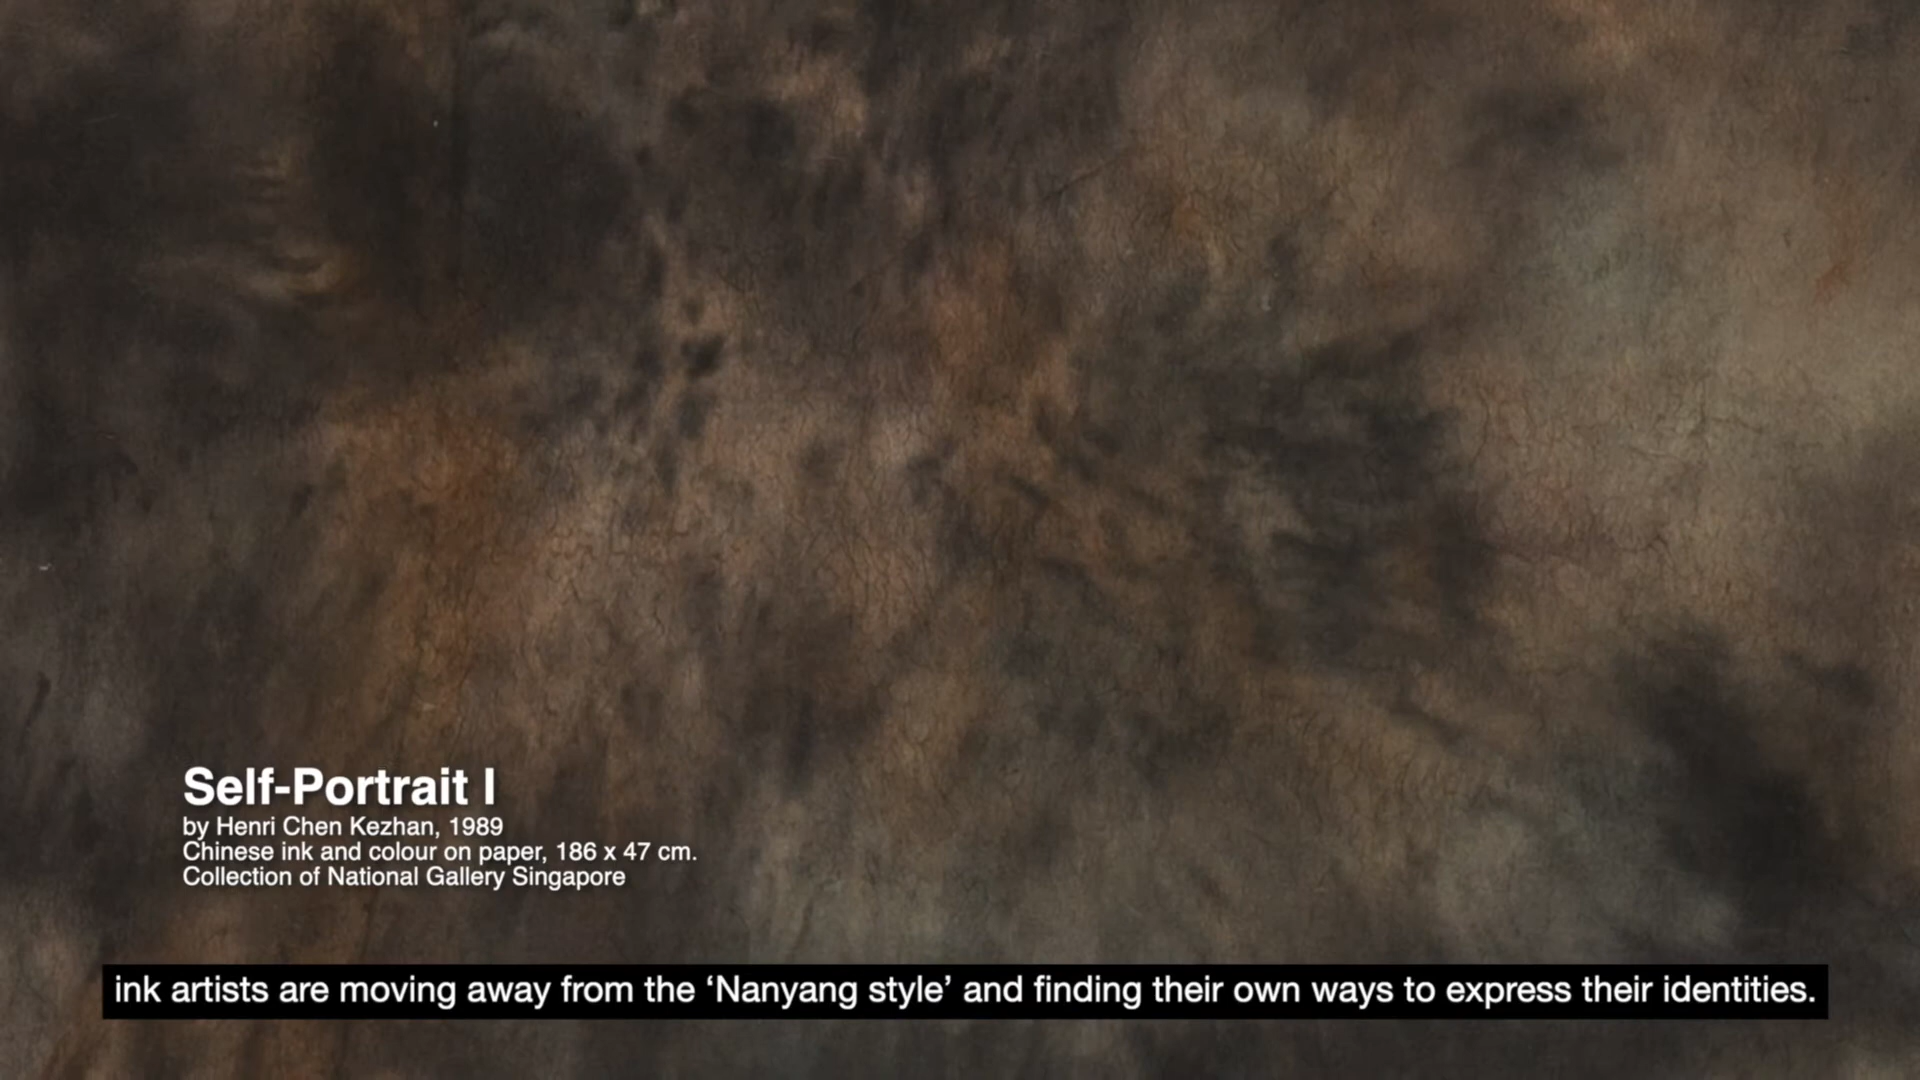 Self-Portrait I
by Henri Chen Kezhan, 1989
Chinese ink and colour on paper, 186 x 47 cm.
Collection of National Gallery Singapore
ink artists are moving away from the ‘Nanyang style’ and finding their own ways to express their identities.